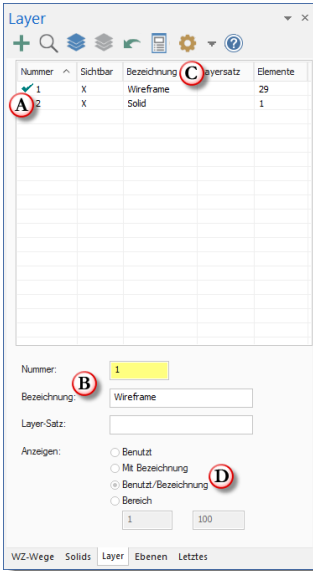 Layer
Nummer Sichtbar Bezeichnung C ayersatz Elemente
1 X Wireframe 29
A 2 X Solid 1
Nummer: 1
B
Bezeichnung: Wireframe
Layer-Satz:
Anzeigen: Benutzt
Mit Bezeichnung
Benutzt/Bezeichnung D
Bereich
1 100
WZ-Wege Solids Layer Ebenen Letztes